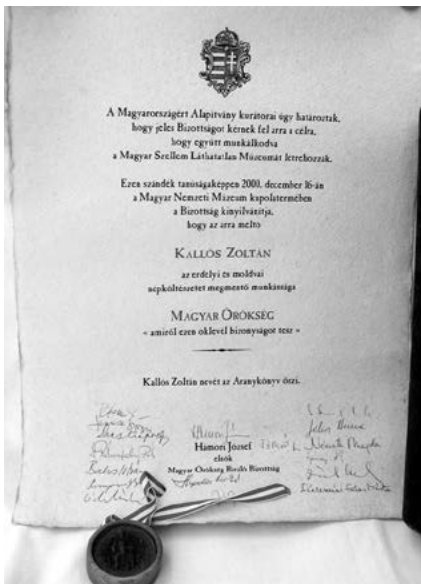 A Magyarországért Alapítvány kurátorai úgy határoztak,
hogy jeles Bizottságot kérnek fel arra a célra,
hogy együtt munkálkodva
a Magyar Szellem Láthatatlan Múzeumát létrehozzák.
Ezen szándék tanúságaképpen 2000. december 16-án
a Magyar Nemzeti Múzeum kupolatermében
a Bizottság kinyilvánítja,
hogy az arra méltó
KALLÓS ZOLTÁN
az erdélyi és moldvai
népköltészetet megmentő munkássága
MAGYAR ÖRÖKSÉG
- amiről ezen oklevél bizonyságot tesz -
Kallós Zoltán nevét az Aranykönyv őrzi.
Hámori József
elnök
Magyar Örökség Bíráló Bizottság